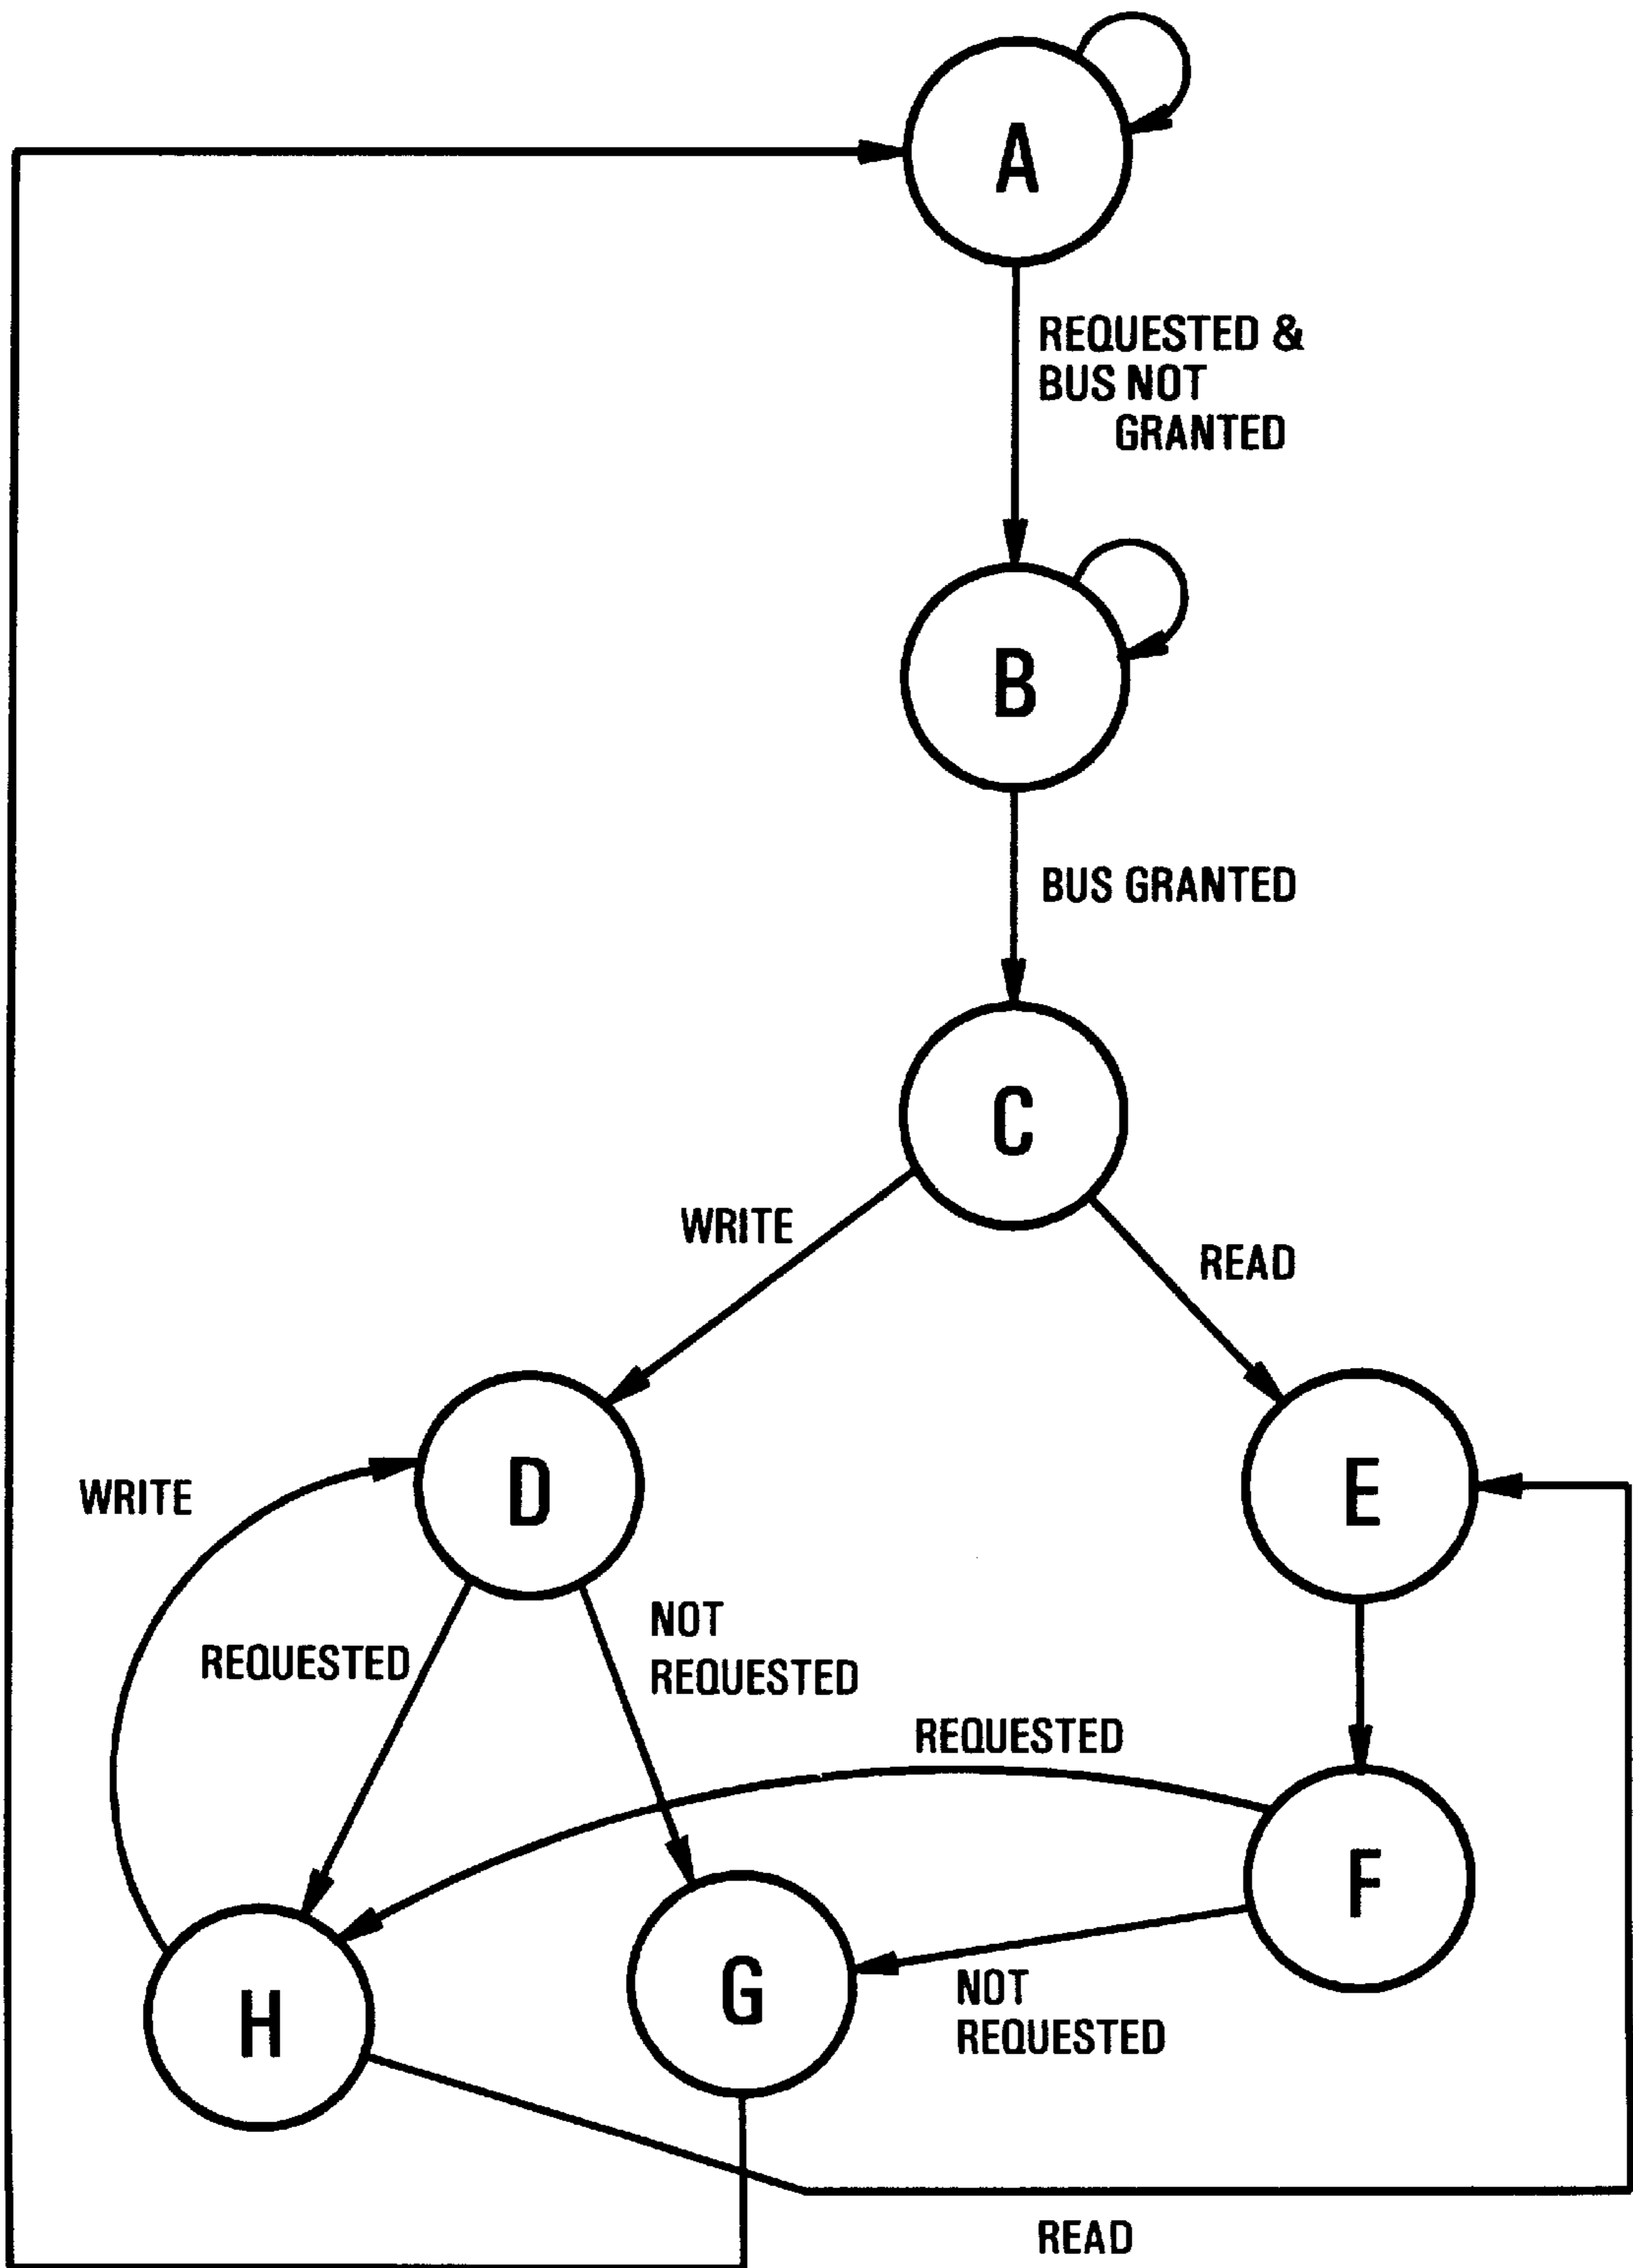 A
REQUESTED &
BUS NOT
GRANTED
B
BUS GRANTED
C
WRITE
READ
D
E
WRITE
NOT
REQUESTED
REQUESTED
REQUESTED
F
G
H
NOT
REQUESTED
READ